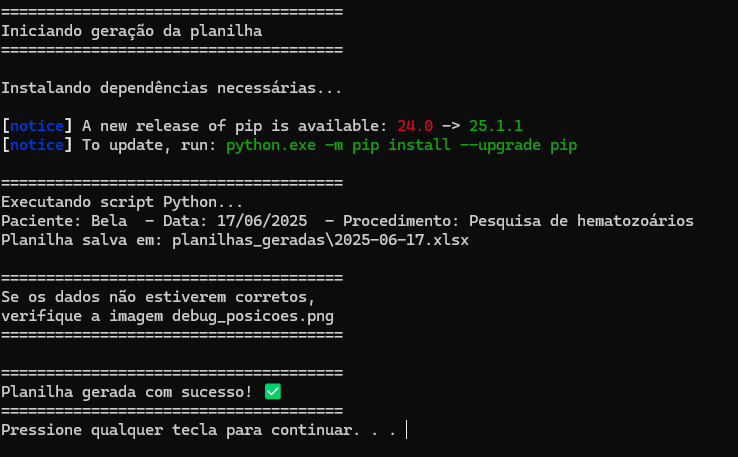 ======================================
Iniciando geração da planilha
======================================
Instalando dependências necessárias...
[notice] A new release of pip is available: 24.0 -> 25.1.1
[notice] To update, run: python.exe -m pip install --upgrade pip
======================================
Executando script Python...
Paciente: Bela  - Data: 17/06/2025  - Procedimento: Pesquisa de hematozoários
Planilha salva em: planilhas_geradas\2025-06-17.xlsx
======================================
Se os dados não estiverem corretos,
verifique a imagem debug_posicoes.png
======================================
======================================
Planilha gerada com sucesso! ✅
======================================
Pressione qualquer tecla para continuar. . .